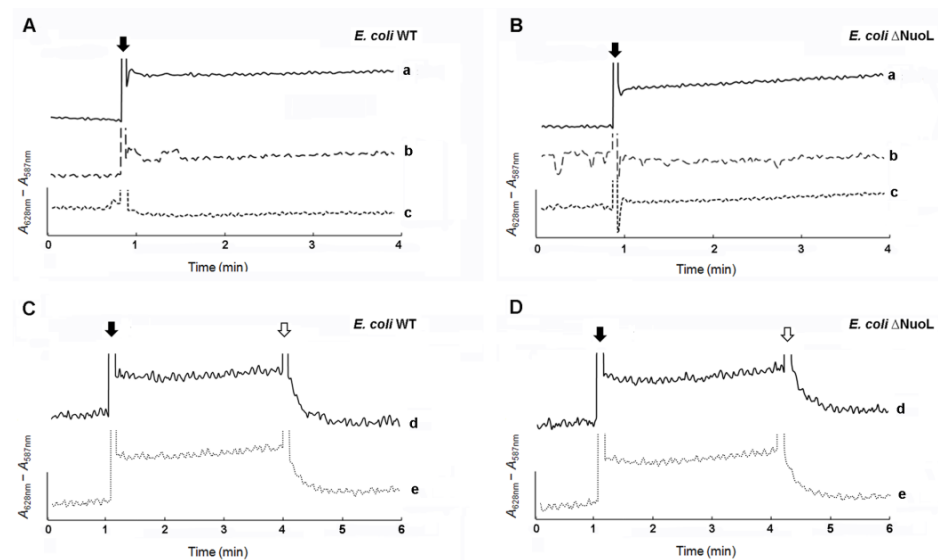 A
E. coli WT
a
b
c
A628nm – A587nm
0 1 2 3 4
Time (min)
B
E. coli ΔNuoL
a
b
c
A628nm – A587nm
0 1 2 3 4
Time (min)
C
E. coli WT
d
e
A628nm – A587nm
0 1 2 3 4 5 6
Time (min)
D
E. coli ΔNuoL
d
e
A628nm – A587nm
0 1 2 3 4 5 6
Time (min)